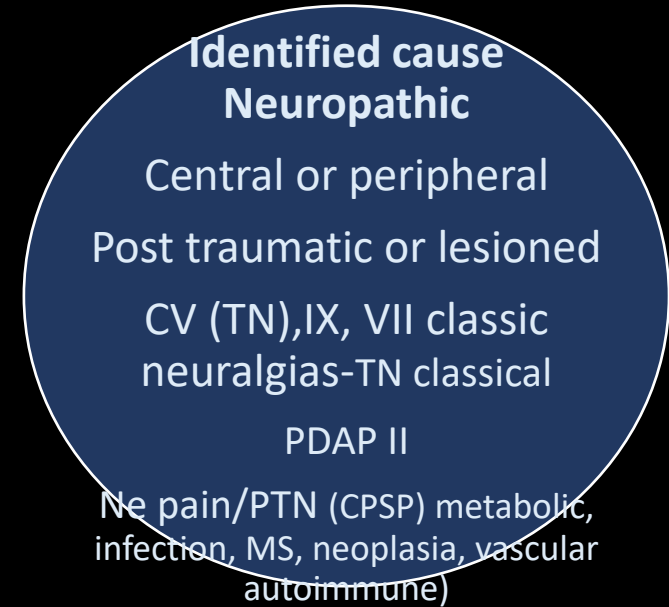 Identified cause
Neuropathic
Central or peripheral
Post traumatic or lesioned
CV (TN),IX, VII classic
neuralgias-TN classical
PDAP II
Ne pain/PTN (CPSP) metabolic,
infection, MS, neoplasia, vascular
autoimmune)